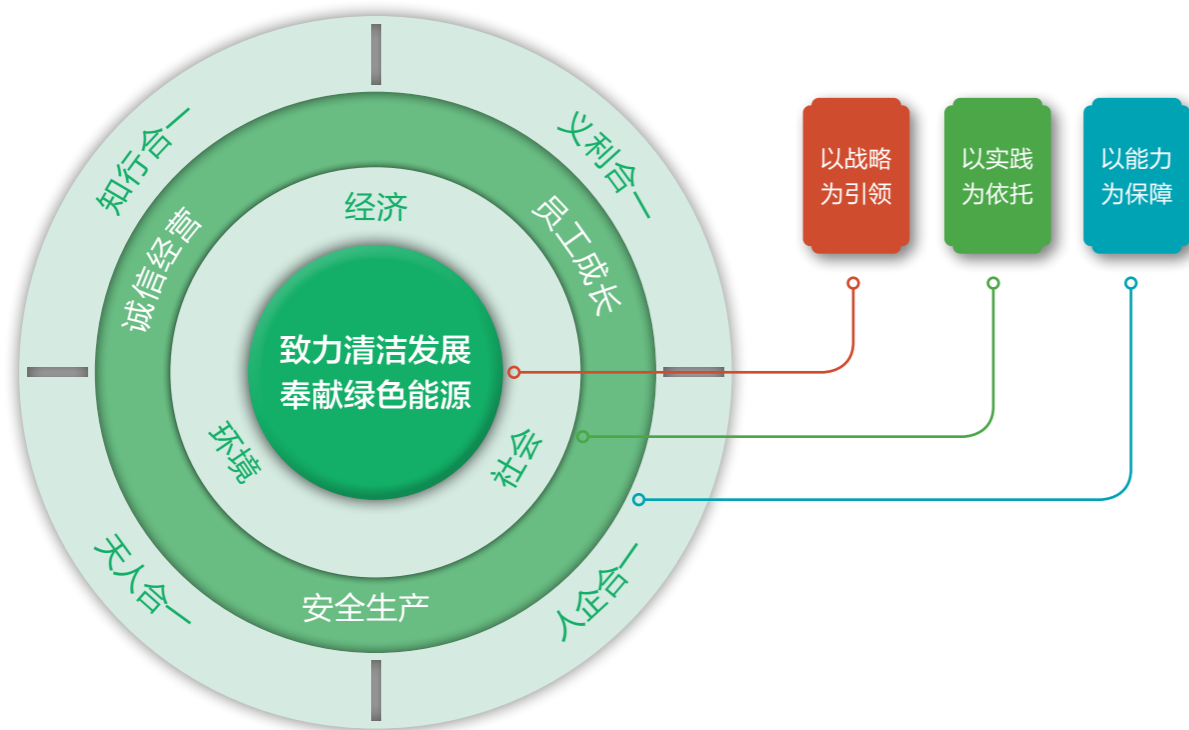 知行合一
义利合一
天人合一
人企合一
诚信经营
员工成长
安全生产
经济
环境
社会
致力清洁发展
奉献绿色能源
以战略
为引领
以实践
为依托
以能力
为保障